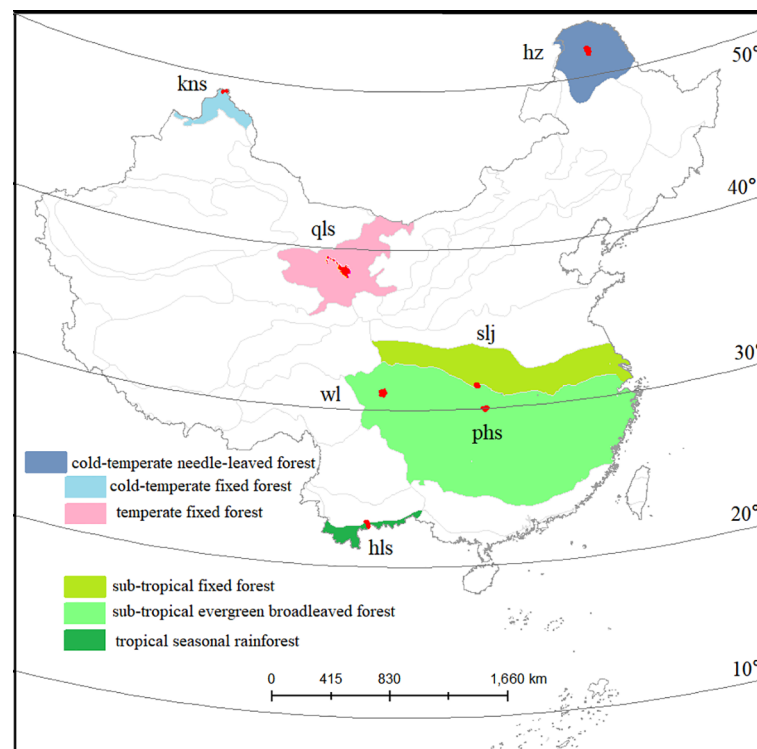 hz
50°
kns
40°
qls
slj
30°
wl
phs
cold-temperate needle-leaved forest
cold-temperate fixed forest
temperate fixed forest
20°
hls
sub-tropical fixed forest
sub-tropical evergreen broadleaved forest
tropical seasonal rainforest
10°
0 415 830 1,660 km